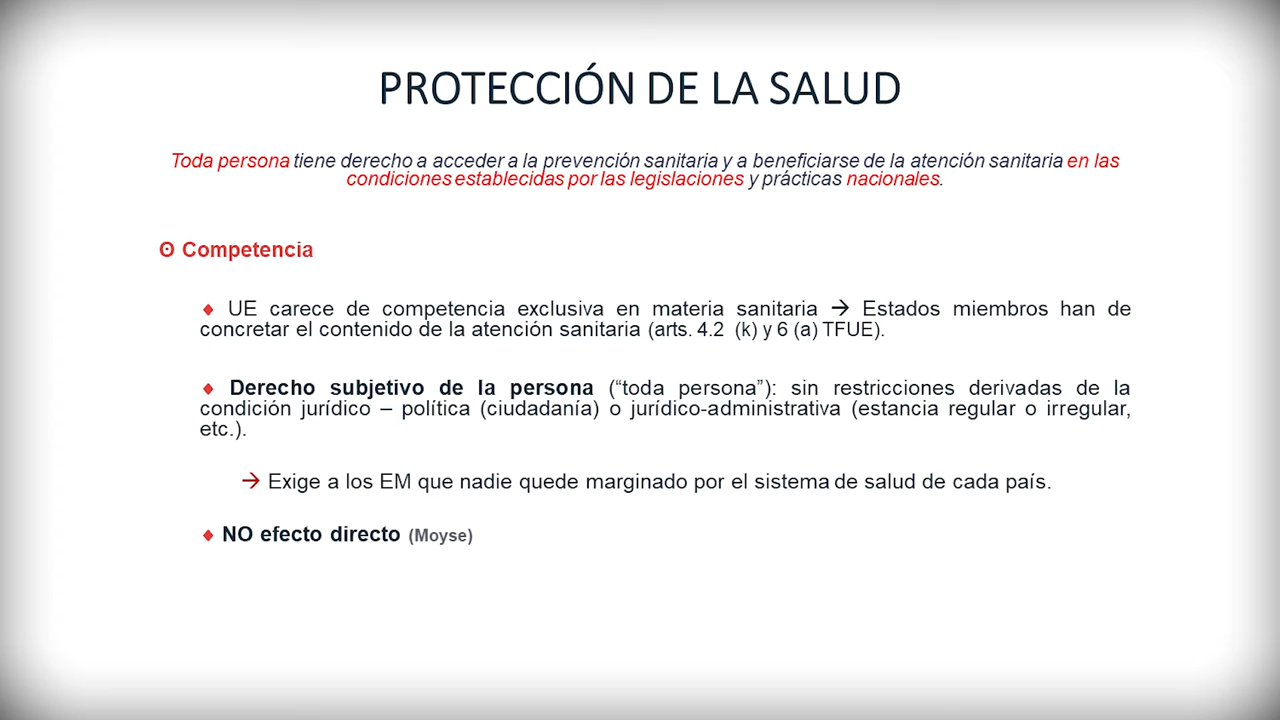 PROTECCIÓN DE LA SALUD
Toda persona tiene derecho a acceder a la prevención sanitaria y a beneficiarse de la atención sanitaria en las
condiciones establecidas por las legislaciones y prácticas nacionales.
ʘ Competencia
♦ UE carece de competencia exclusiva en materia sanitaria → Estados miembros han de
concretar el contenido de la atención sanitaria (arts. 4.2 (k) y 6 (a) TFUE).
♦ Derecho subjetivo de la persona (“toda persona”): sin restricciones derivadas de la
condición jurídico – política (ciudadanía) o jurídico-administrativa (estancia regular o irregular,
etc.).
→ Exige a los EM que nadie quede marginado por el sistema de salud de cada país.
♦ NO efecto directo (Moyse)